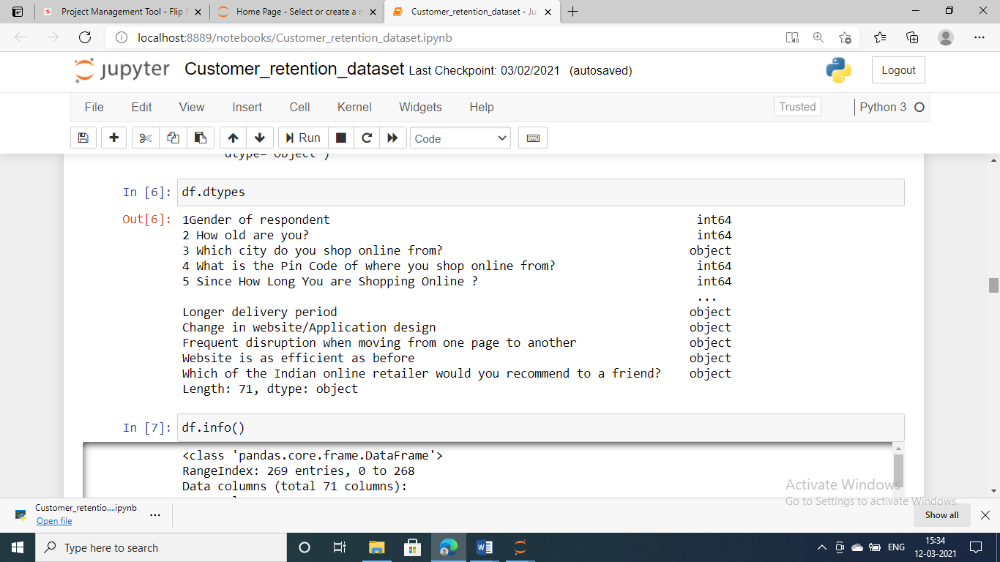 Project Management Tool - Flip
Home Page - Select or create a n
Customer_retention_dataset - Ju
localhost:8889/notebooks/Customer_retention_dataset.ipynb
jupyter Customer_retention_dataset Last Checkpoint: 03/02/2021 (autosaved)
Logout
File Edit View Insert Cell Kernel Widgets Help
Trusted
Python 3
Run
Code
dtype='object')
In [6]: df.dtypes
Out[6]: 1Gender of respondent int64
2 How old are you? int64
3 Which city do you shop online from? object
4 What is the Pin Code of where you shop online from? int64
5 Since How Long You are Shopping Online ? int64
...
Longer delivery period object
Change in website/Application design object
Frequent disruption when moving from one page to another object
Website is as efficient as before object
Which of the Indian online retailer would you recommend to a friend? object
Length: 71, dtype: object
In [7]: df.info()
<class 'pandas.core.frame.DataFrame'>
RangeIndex: 269 entries, 0 to 268
Data columns (total 71 columns):
Activate Windows
Go to Settings to activate Windows.
Customer_retentio....ipynb
Open file
Show all
Type here to search
ENG
15:34
12-03-2021